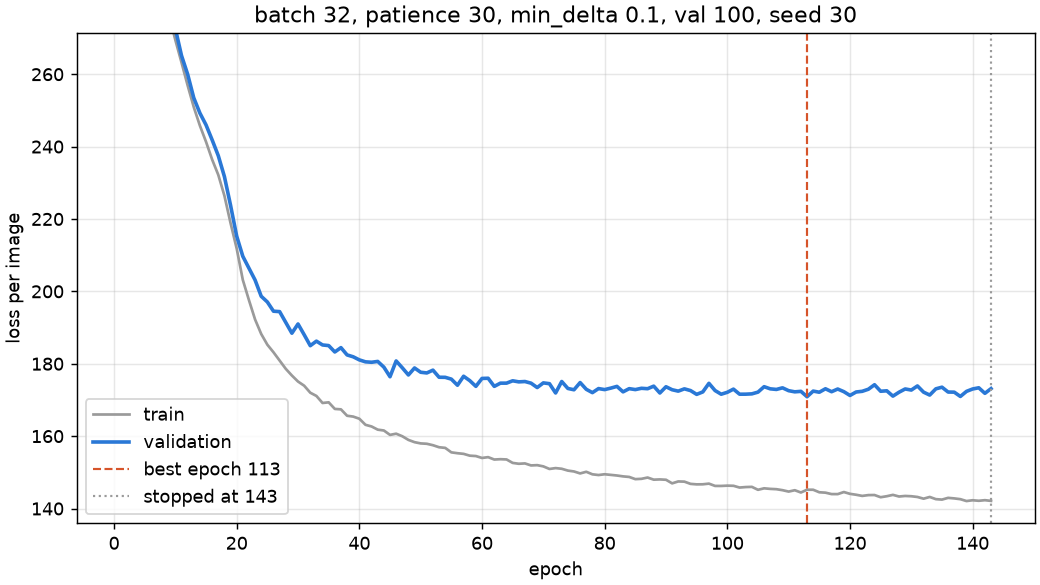 batch 32, patience 30, min_delta 0.1, val 100, seed 30
loss per image
260
240
220
200
180
160
140
train
validation
best epoch 113
stopped at 143
0 20 40 60 80 100 120 140
epoch